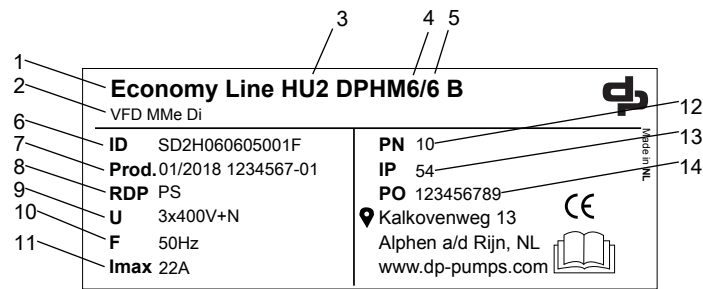 3 4 5
1 Economy Line HU2 DPHM6/6 B dp
2 VFD MMe Di
6 ID SD2H060605001F PN 10 12
7 Prod. 01/2018 1234567-01 IP 54 13
8 RDP PS PO 123456789 14
9 U 3x400V+N Kalkovenweg 13
10 F 50Hz Alphen a/d Rijn, NL
11 Imax 22A www.dp-pumps.com
Made in NL
CE